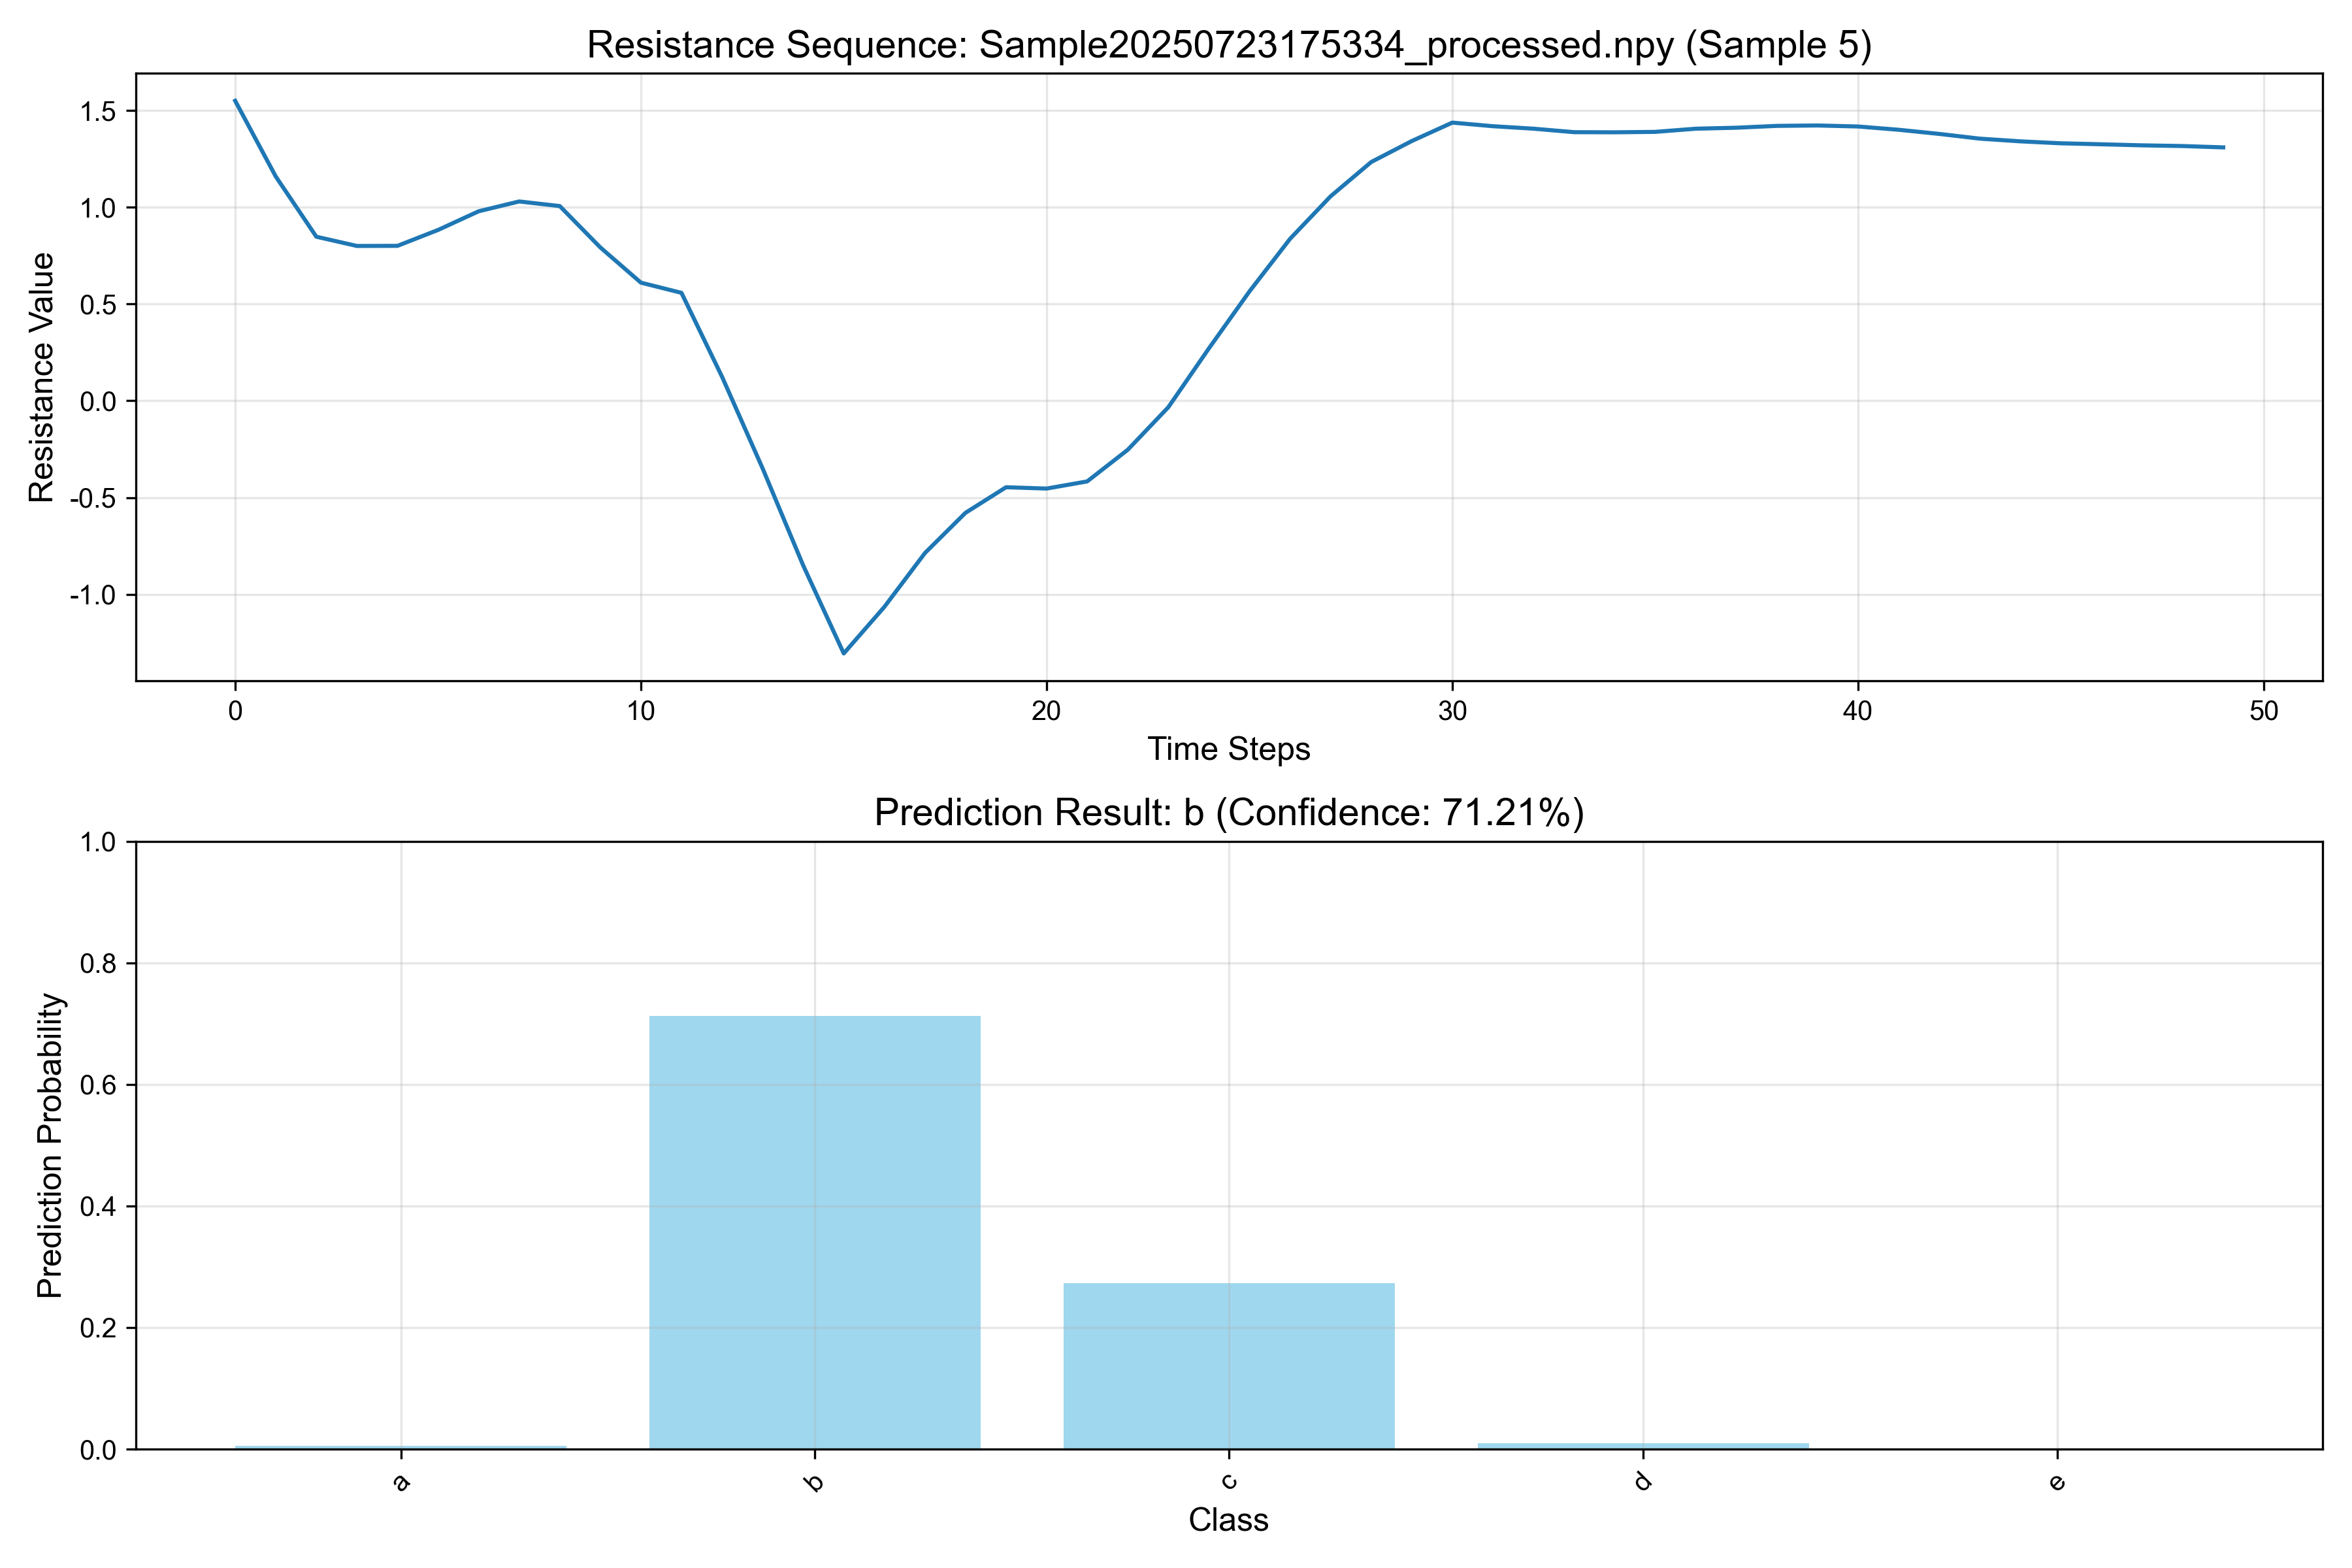 Resistance Sequence: Sample20250723175334_processed.npy (Sample 5)
Resistance Value
1.5
1.0
0.5
0.0
-0.5
-1.0
0 10 20 30 40 50
Time Steps
Prediction Result: b (Confidence: 71.21%)
Prediction Probability
1.0
0.8
0.6
0.4
0.2
0.0
a b c d e
Class